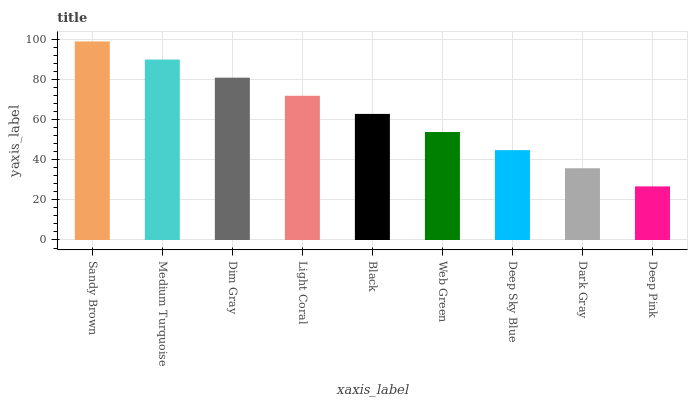 title
100
80
60
40
20
0
yaxis_label
Sandy Brown
Medium Turquoise
Dim Gray
Light Coral
Black
Web Green
Deep Sky Blue
Dark Gray
Deep Pink
xaxis_label